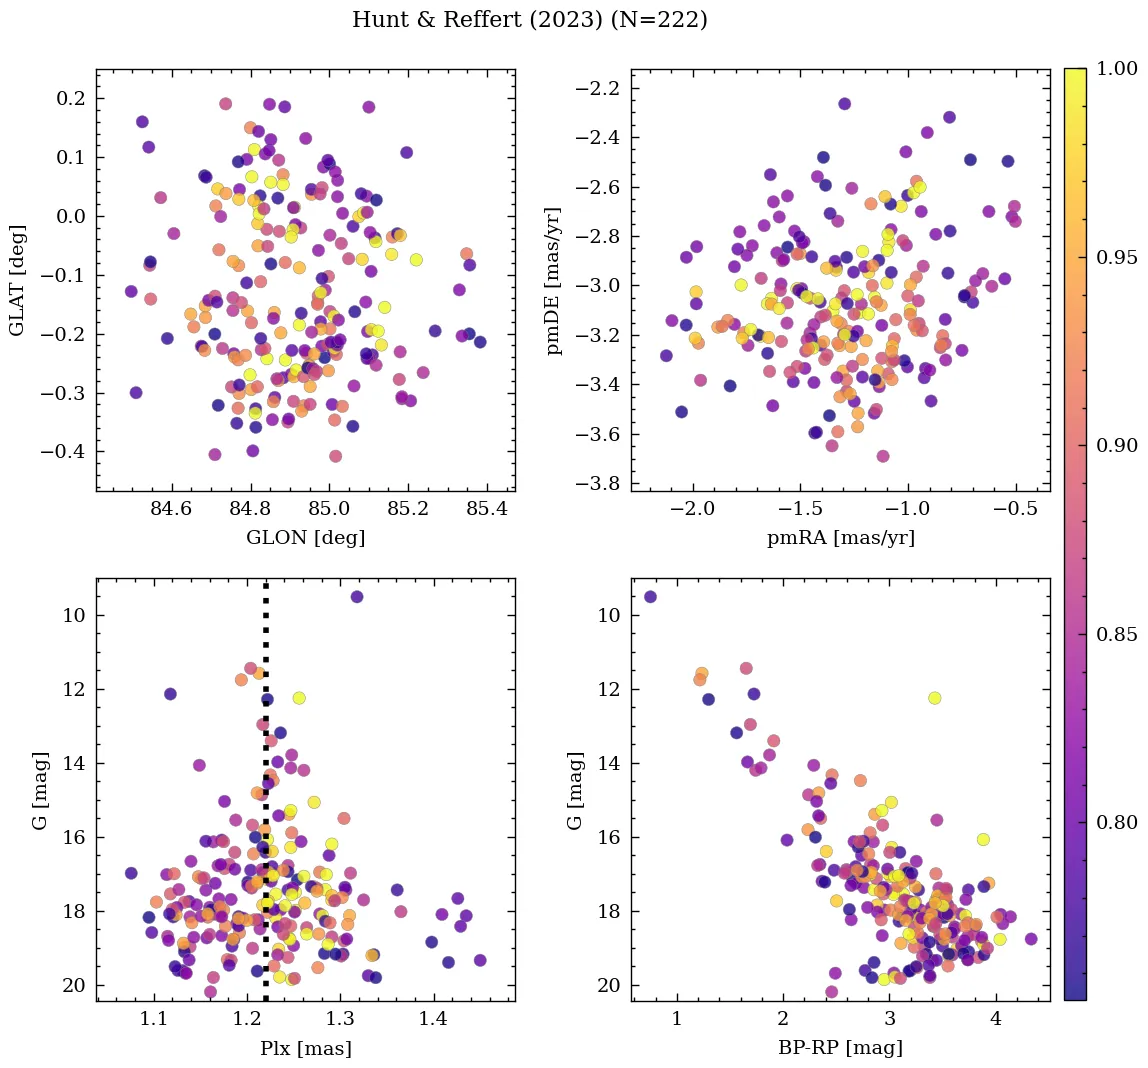 Hunt & Reffert (2023) (N=222)
0.2
0.1
0.0
−0.1
−0.2
−0.3
−0.4
GLAT [deg]
84.6 84.8 85.0 85.2 85.4
GLON [deg]
−2.2
−2.4
−2.6
−2.8
−3.0
−3.2
−3.4
−3.6
−3.8
pmDE [mas/yr]
−2.0 −1.5 −1.0 −0.5
pmRA [mas/yr]
10
12
14
16
18
20
G [mag]
1.1 1.2 1.3 1.4
Plx [mas]
10
12
14
16
18
20
G [mag]
1 2 3 4
BP-RP [mag]
1.00
0.95
0.90
0.85
0.80